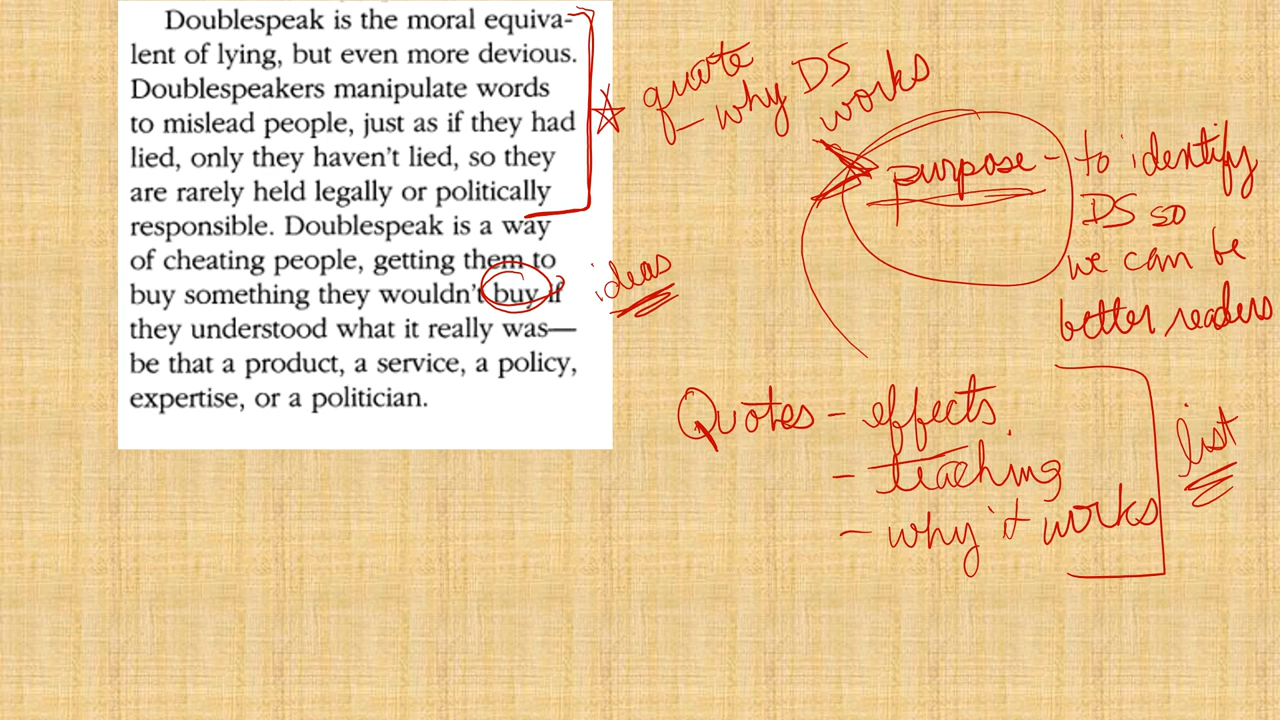 Doublespeak is the moral equiva-
lent of lying, but even more devious.
Doublespeakers manipulate words
to mislead people, just as if they had
lied, only they haven't lied, so they
are rarely held legally or politically
responsible. Doublespeak is a way
of cheating people, getting them to
buy something they wouldn't buy if
they understood what it really was—
be that a product, a service, a policy,
expertise, or a politician.
quote
- why DS
works
purpose - to identify
DS so
we can be
better readers
ideas
Quotes - effects
- teaching
- why it works
list